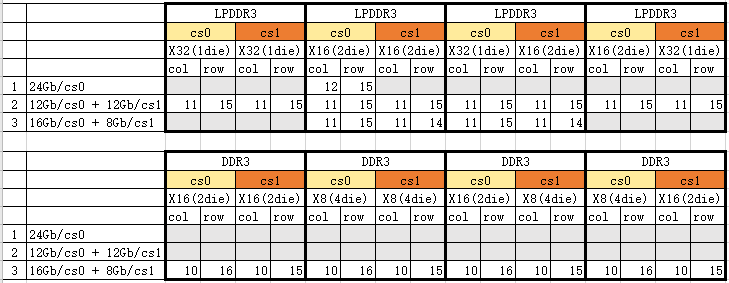 LPDDR3 LPDDR3 LPDDR3 LPDDR3
cs0 cs1 cs0 cs1 cs0 cs1 cs0 cs1
X32(1die) X32(1die) X16(2die) X16(2die) X32(1die) X16(1die) X16(2die) X32(1die)
col row col row col row col row col row col row col row col row
1 24Gb/cs0 12 15
2 12Gb/cs0 + 12Gb/cs1 11 15 11 15 11 15 11 15 11 15 11 15 11 15 11 15
3 16Gb/cs0 + 8Gb/cs1 11 15 11 14 11 15 11 14
DDR3 DDR3 DDR3 DDR3
cs0 cs1 cs0 cs1 cs0 cs1 cs0 cs1
X16(2die) X16(2die) X8(4die) X8(4die) X16(2die) X8(4die) X8(4die) X16(2die)
col row col row col row col row col row col row col row col row
1 24Gb/cs0
2 12Gb/cs0 + 12Gb/cs1
3 16Gb/cs0 + 8Gb/cs1 10 16 10 15 10 16 10 15 10 16 10 15 10 16 10 15